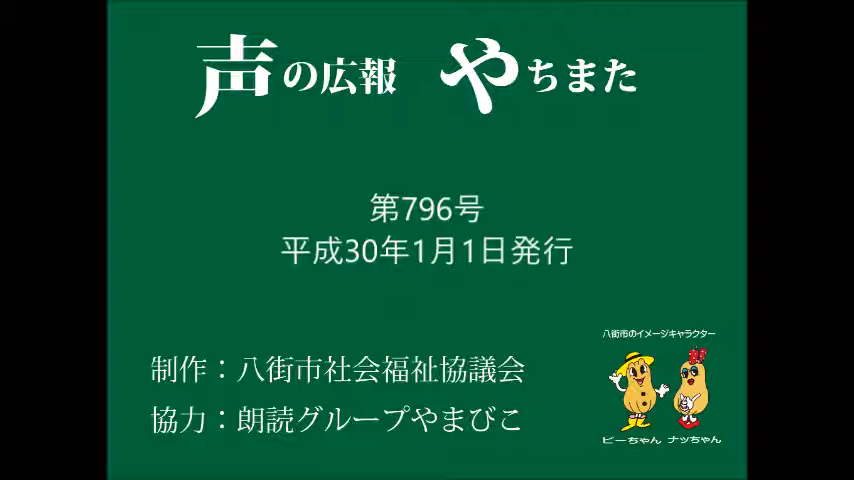 声の広報 やちまた
第796号
平成30年1月1日発行
八街市のイメージキャラクター
制作：八街市社会福祉協議会
協力：朗読グループやまびこ
ピーちゃん ナッちゃん